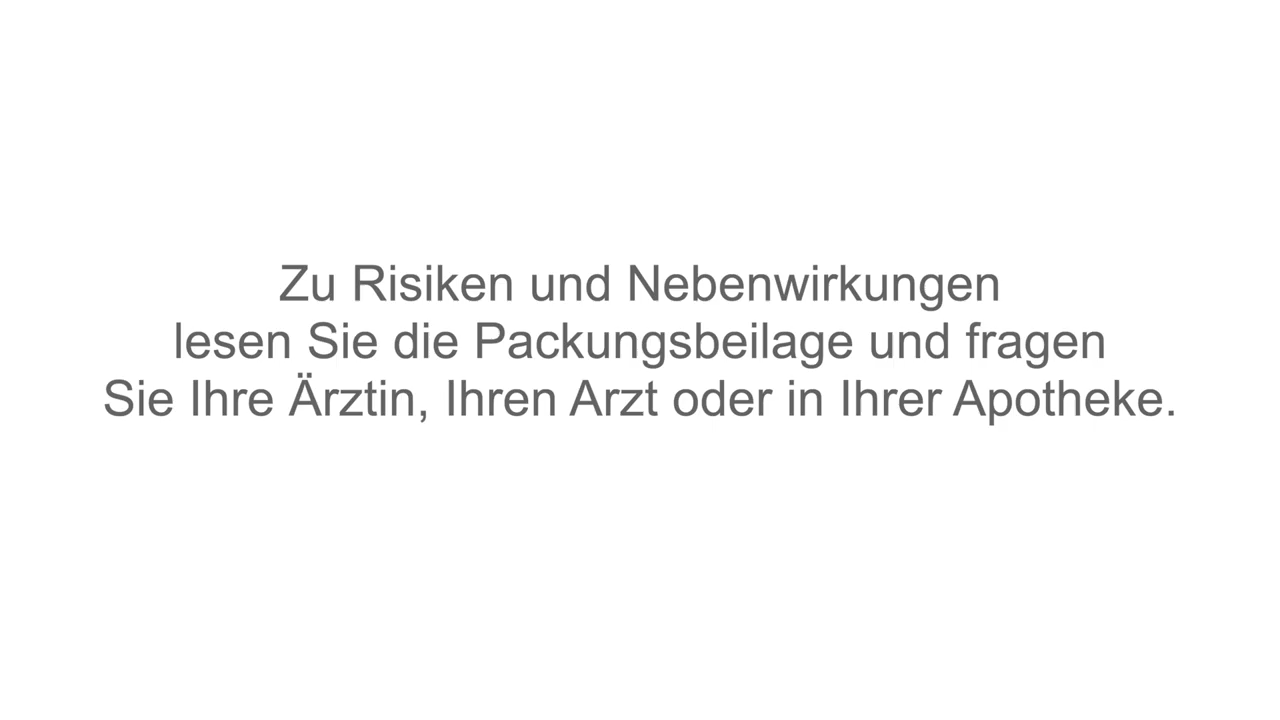 Zu Risiken und Nebenwirkungen
lesen Sie die Packungsbeilage und fragen
Sie Ihre Ärztin, Ihren Arzt oder in Ihrer Apotheke.